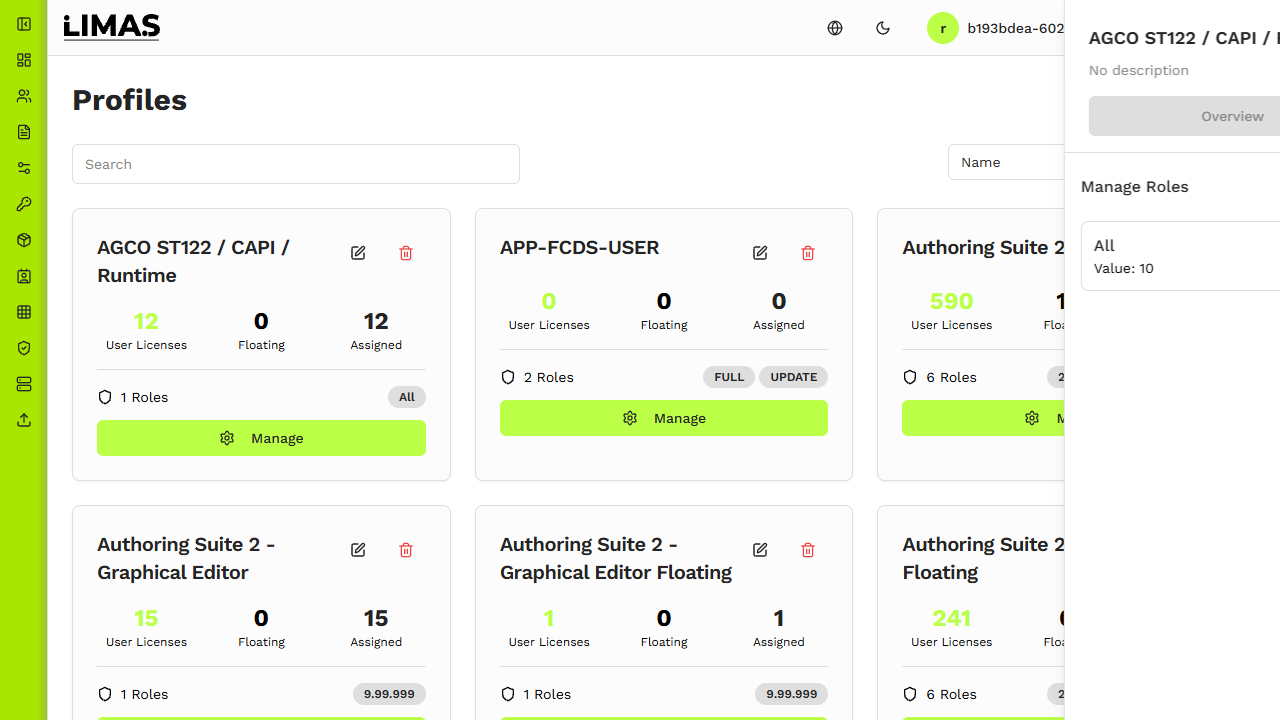 LIMAS
r
b193bdea-602
Profiles
Search
Name
AGCO ST122 / CAPI /
Runtime
12
User Licenses
0
Floating
12
Assigned
1 Roles
All
Manage
APP-FCDS-USER
0
User Licenses
0
Floating
0
Assigned
2 Roles
FULL
UPDATE
Manage
Authoring Suite 2
590
User Licenses
6 Roles
Authoring Suite 2 -
Graphical Editor
15
User Licenses
0
Floating
15
Assigned
1 Roles
9.99.999
Authoring Suite 2 -
Graphical Editor Floating
1
User Licenses
0
Floating
1
Assigned
1 Roles
9.99.999
Authoring Suite 2
Floating
241
User Licenses
6 Roles
AGCO ST122 / CAPI /
No description
Overview
Manage Roles
All
Value: 10